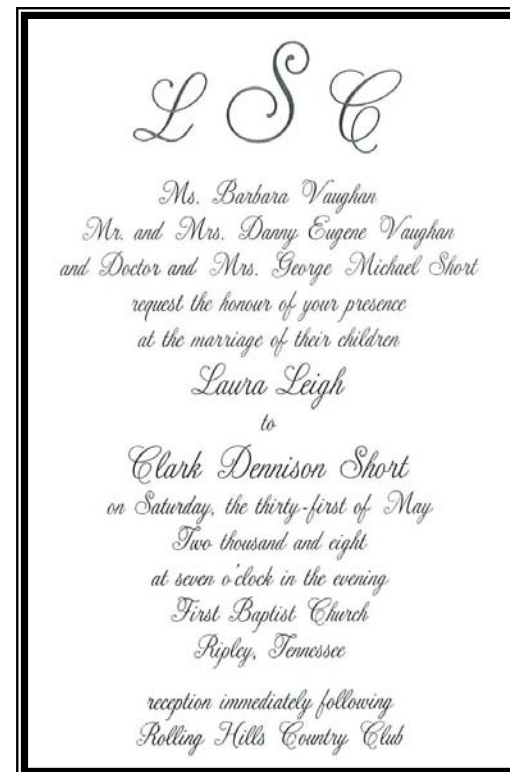 L S C
Ms. Barbara Vaughan
Mr. and Mrs. Danny Eugene Vaughan
and Doctor and Mrs. George Michael Short
request the honour of your presence
at the marriage of their children
Laura Leigh
to
Clark Dennison Short
on Saturday, the thirty-first of May
Two thousand and eight
at seven o'clock in the evening
First Baptist Church
Ripley, Tennessee
reception immediately following
Rolling Hills Country Club